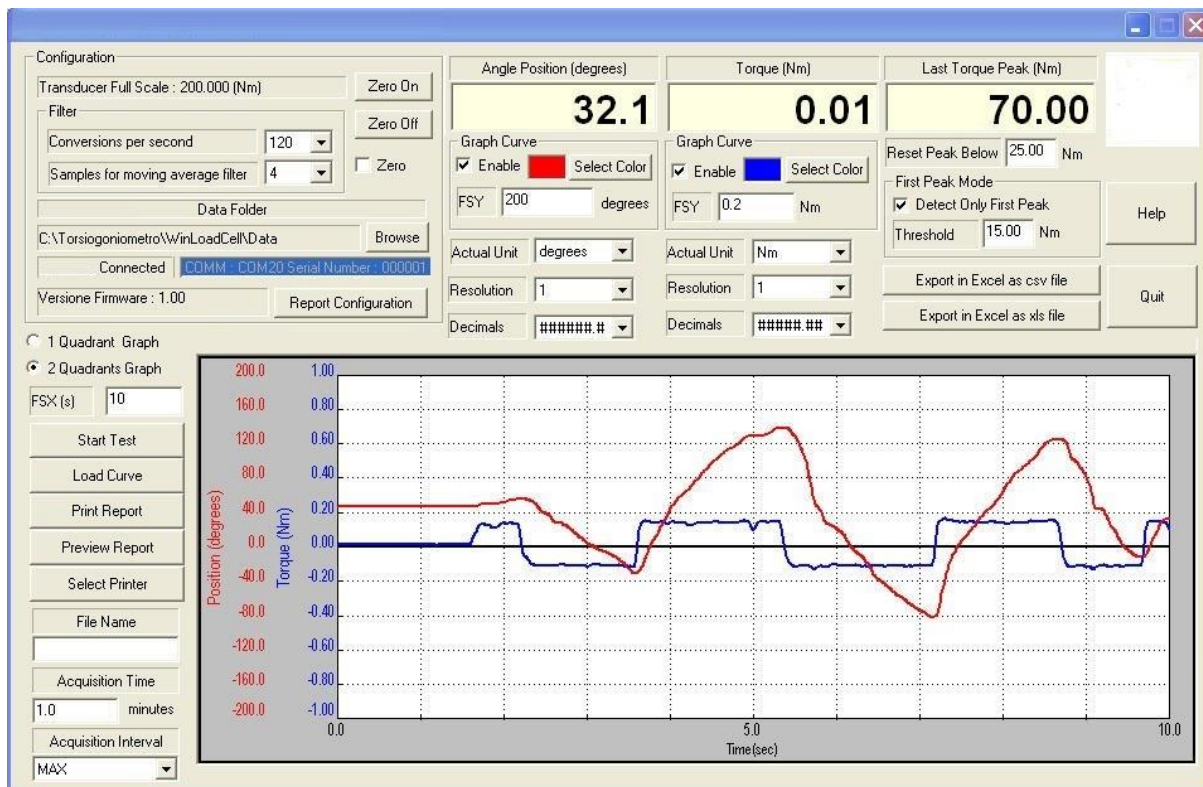 Configuration
Transducer Full Scale : 200.000 (Nm)
Zero On
Filter
Conversions per second 120
Zero Off
Samples for moving average filter 4
Zero
Data Folder
C:\Torsiogoniometro\WinLoadCell\Data
Browse
Connected
COMM : COM20 Serial Number : 000001
Versione Firmware : 1.00
Report Configuration
Angle Position (degrees)
32.1
Graph Curve
Enable Select Color
FSY 200 degrees
Actual Unit degrees
Resolution 1
Decimals ######.#
Torque (Nm)
0.01
Graph Curve
Enable Select Color
FSY 0.2 Nm
Actual Unit Nm
Resolution 1
Decimals #####.##
Last Torque Peak (Nm)
70.00
Reset Peak Below 25.00 Nm
First Peak Mode
Detect Only First Peak
Threshold 15.00 Nm
Export in Excel as csv file
Export in Excel as xls file
Help
Quit
1 Quadrant Graph
2 Quadrants Graph
FSX (s) 10
Start Test
Load Curve
Print Report
Preview Report
Select Printer
File Name
Acquisition Time
1.0 minutes
Acquisition Interval
MAX
Position (degrees)
Torque (Nm)
200.0 1.00
160.0 0.80
120.0 0.60
80.0 0.40
40.0 0.20
0.0 0.00
-40.0 -0.20
-80.0 -0.40
-120.0 -0.60
-160.0 -0.80
-200.0 -1.00
0.0 5.0 10.0
Time(sec)